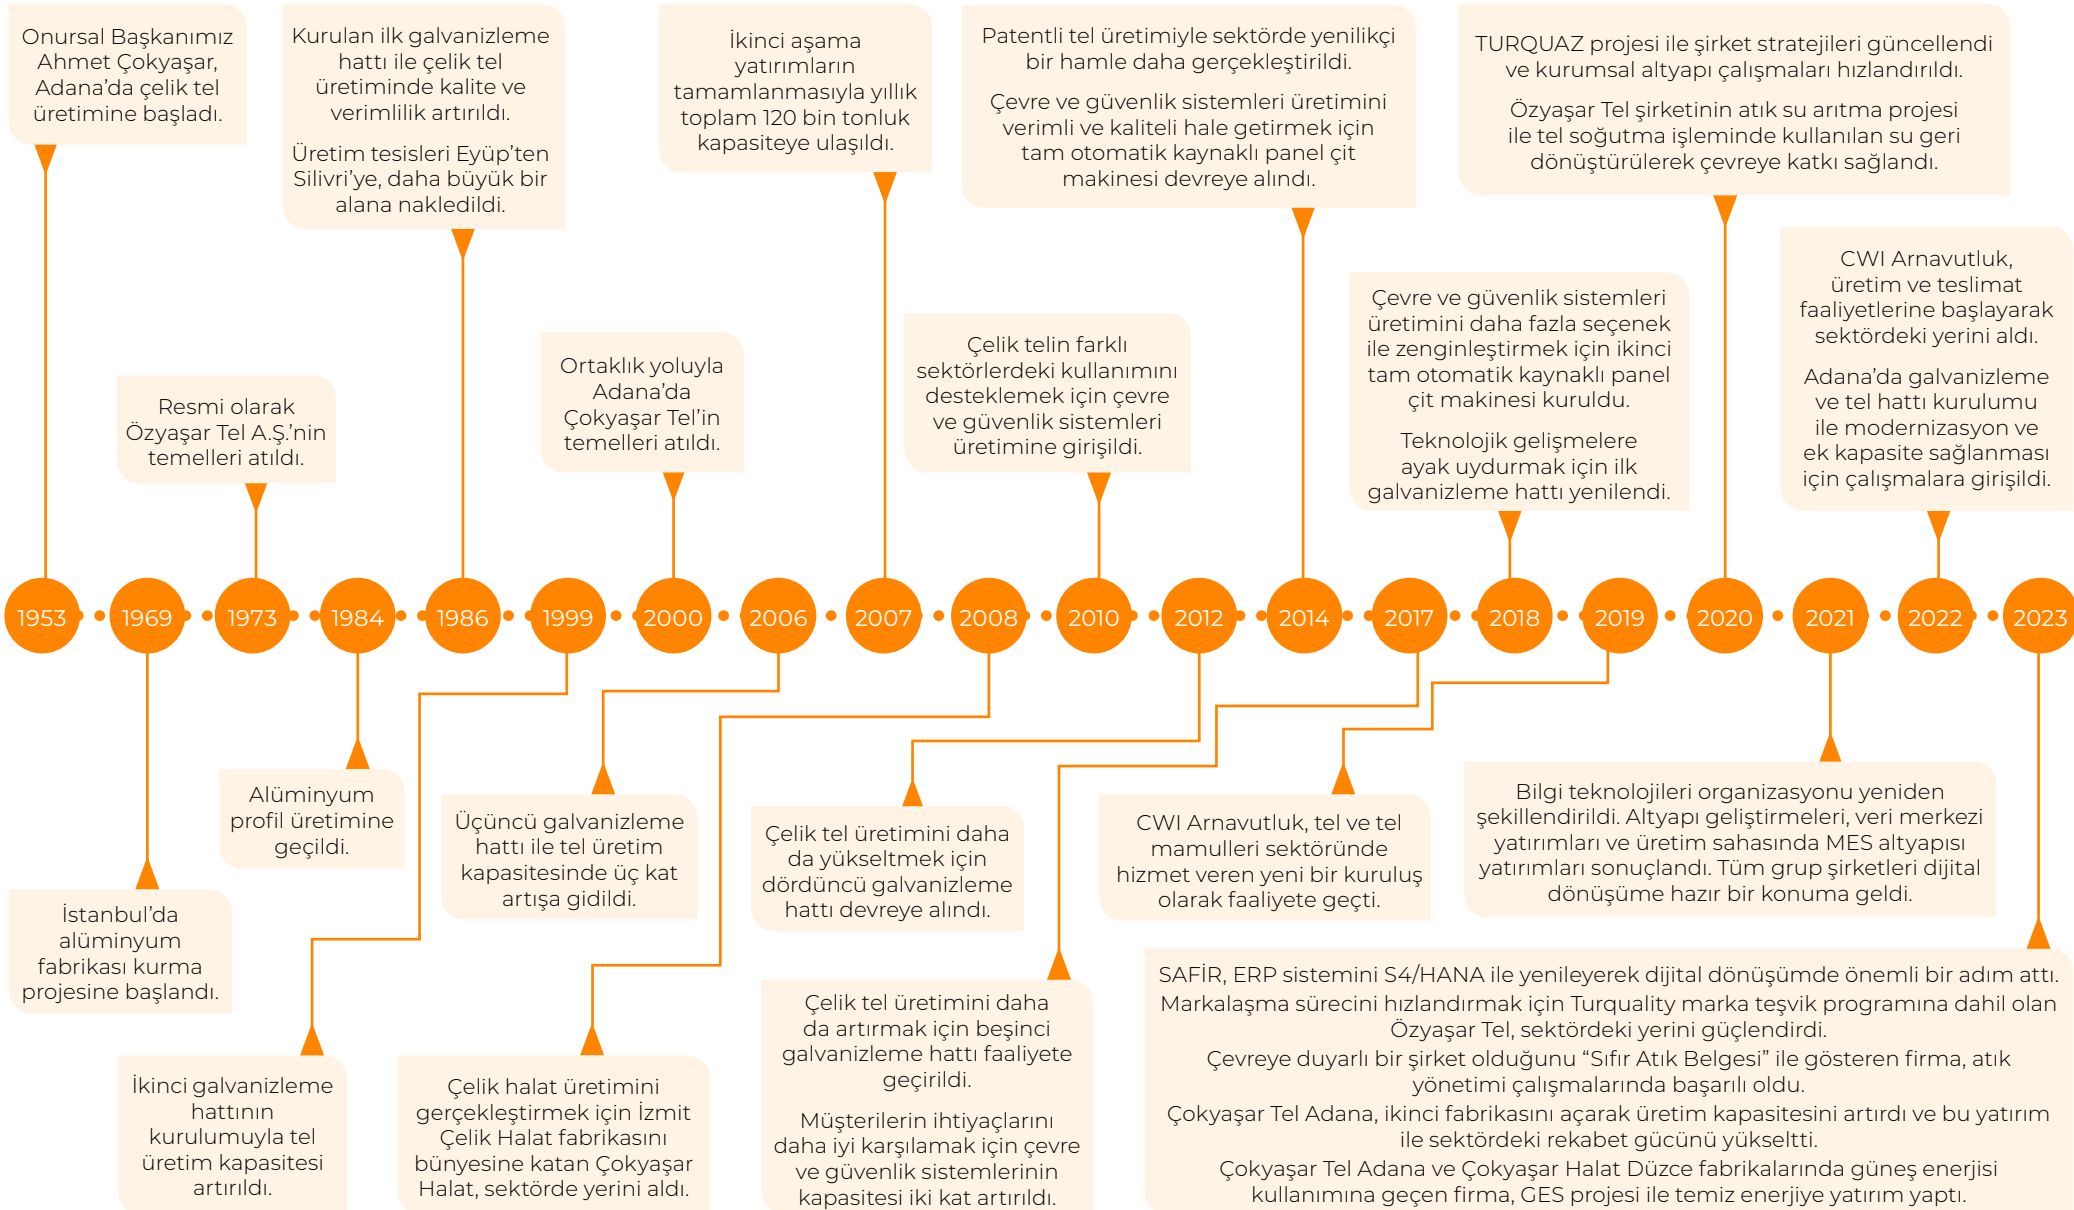 Onursal Başkanımız
Ahmet Çokyaşar,
Adana’da çelik tel
üretimine başladı.
Kurulan ilk galvanizleme
hattı ile çelik tel
üretiminde kalite ve
verimlilik artırıldı.
Üretim tesisleri Eyüp’ten
Silivri’ye, daha büyük bir
alana nakledildi.
İkinci aşama
yatırımların
tamamlanmasıyla yıllık
toplam 120 bin tonluk
kapasiteye ulaşıldı.
Patentli tel üretimiyle sektörde yenilikçi
bir hamle daha gerçekleştirildi.
Çevre ve güvenlik sistemleri üretimini
verimli ve kaliteli hale getirmek için
tam otomatik kaynaklı panel çit
makinesi devreye alındı.
TURQUAZ projesi ile şirket stratejileri güncellendi
ve kurumsal altyapı çalışmaları hızlandırıldı.
Özyaşar Tel şirketinin atık su arıtma projesi
ile tel soğutma işleminde kullanılan su geri
dönüştürülerek çevreye katkı sağlandı.
Resmi olarak
Özyaşar Tel A.Ş.’nin
temelleri atıldı.
Ortaklık yoluyla
Adana’da
Çokyaşar Tel’in
temelleri atıldı.
Çelik telin farklı
sektörlerdeki kullanımını
desteklemek için çevre
ve güvenlik sistemleri
üretimine girişildi.
Çevre ve güvenlik sistemleri
üretimini daha fazla seçenek
ile zenginleştirmek için ikinci
tam otomatik kaynaklı panel
çit makinesi kuruldu.
Teknolojik gelişmelere
ayak uydurmak için ilk
galvanizleme hattı yenilendi.
CWI Arnavutluk,
üretim ve teslimat
faaliyetlerine başlayarak
sektördeki yerini aldı.
Adana’da galvanizleme
ve tel hattı kurulumu
ile modernizasyon ve
ek kapasite sağlanması
için çalışmalara girişildi.
1953
1969
1973
1984
1986
1999
2000
2006
2007
2008
2010
2012
2014
2017
2018
2019
2020
2021
2022
2023
İstanbul’da
alüminyum
fabrikası kurma
projesine başlandı.
Alüminyum
profil üretimine
geçildi.
İkinci galvanizleme
hattının
kurulumuyla tel
üretim kapasitesi
artırıldı.
Üçüncü galvanizleme
hattı ile tel üretim
kapasitesinde üç kat
artışa gidildi.
Çelik halat üretimini
gerçekleştirmek için İzmit
Çelik Halat fabrikasını
bünyesine katan Çokyaşar
Halat, sektörde yerini aldı.
Çelik tel üretimini daha
da yükseltmek için
dördüncü galvanizleme
hattı devreye alındı.
Çelik tel üretimini daha
da artırmak için beşinci
galvanizleme hattı faaliyete
geçirildi.
Müşterilerin ihtiyaçlarını
daha iyi karşılamak için çevre
ve güvenlik sistemlerinin
kapasitesi iki kat artırıldı.
CWI Arnavutluk, tel ve tel
mamulleri sektöründe
hizmet veren yeni bir kuruluş
olarak faaliyete geçti.
Bilgi teknolojileri organizasyonu yeniden
şekillendirildi. Altyapı geliştirmeleri, veri merkezi
yatırımları ve üretim sahasında MES altyapısı
yatırımları sonuçlandı. Tüm grup şirketleri dijital
dönüşüme hazır bir konuma geldi.
SAFİR, ERP sistemini S4/HANA ile yenileyerek dijital dönüşümde önemli bir adım attı.
Markalaşma sürecini hızlandırmak için Turquality marka teşvik programına dahil olan
Özyaşar Tel, sektördeki yerini güçlendirdi.
Çevreye duyarlı bir şirket olduğunu “Sıfır Atık Belgesi” ile gösteren firma, atık
yönetimi çalışmalarında başarılı oldu.
Çokyaşar Tel Adana, ikinci fabrikasını açarak üretim kapasitesini artırdı ve bu yatırım
ile sektördeki rekabet gücünü yükseltti.
Çokyaşar Tel Adana ve Çokyaşar Halat Düzce fabrikalarında güneş enerjisi
kullanımına geçen firma, GES projesi ile temiz enerjiye yatırım yaptı.